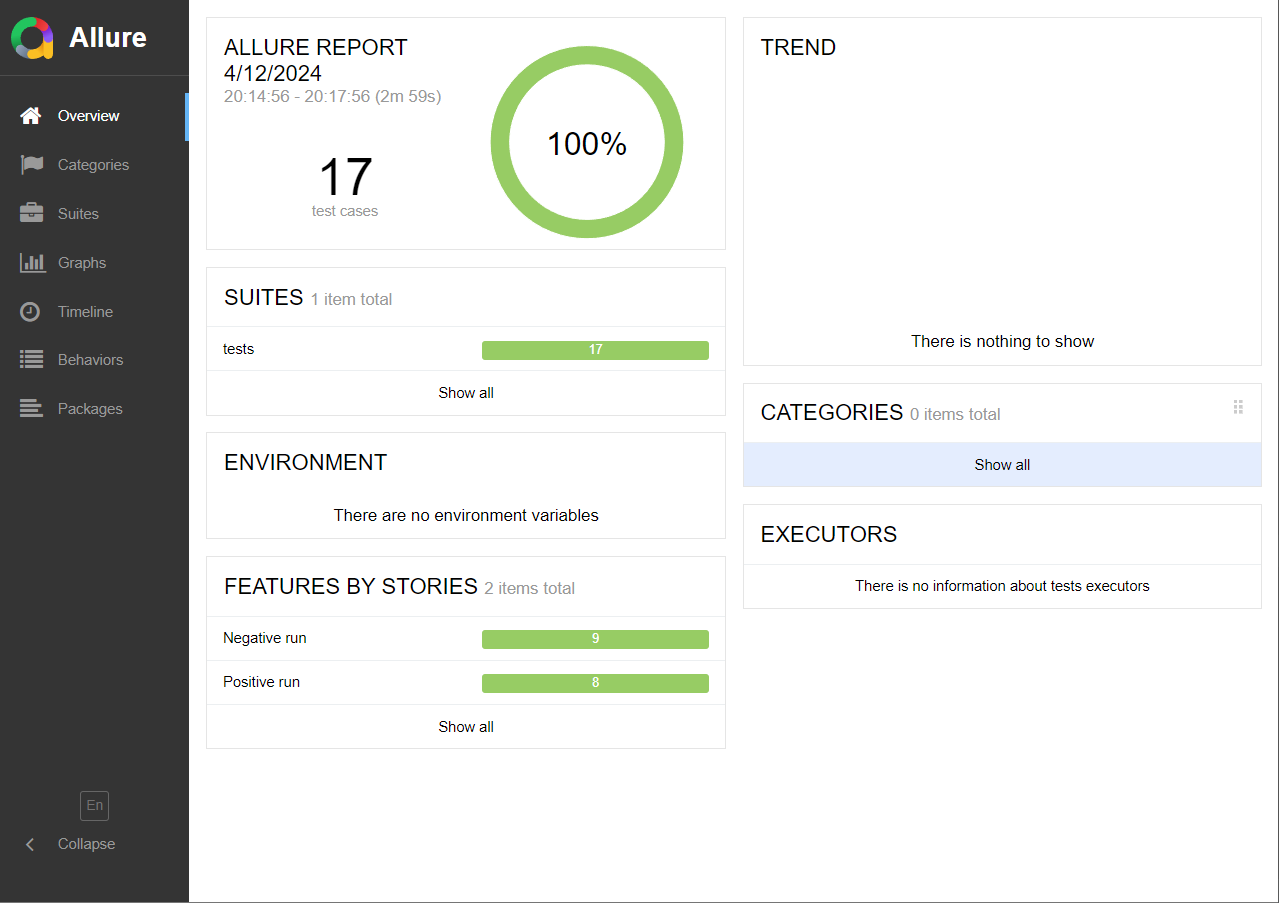 Allure
Overview
Categories
Suites
Graphs
Timeline
Behaviors
Packages
En
Collapse
ALLURE REPORT
4/12/2024
20:14:56 - 20:17:56 (2m 59s)
17
test cases
100%
SUITES 1 item total
tests 17
Show all
ENVIRONMENT
There are no environment variables
FEATURES BY STORIES 2 items total
Negative run 9
Positive run 8
Show all
TREND
There is nothing to show
CATEGORIES 0 items total
Show all
EXECUTORS
There is no information about tests executors